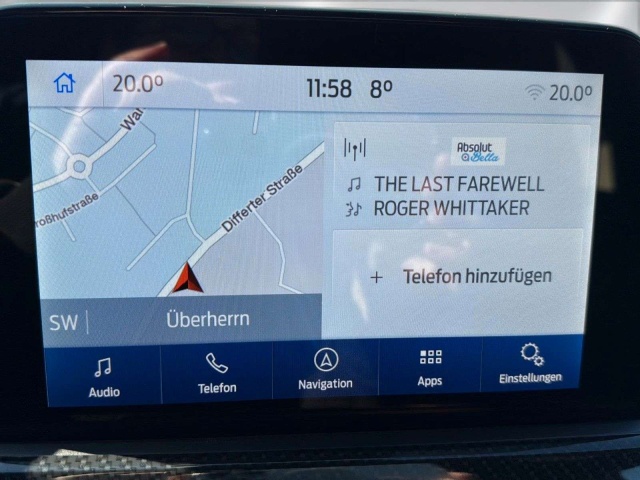 20.0°
11:58 8°
20.0°
Wal
roßhufstraße
Differter Straße
Absolut
Bella
THE LAST FAREWELL
ROGER WHITTAKER
+ Telefon hinzufügen
SW
Überherrn
Audio
Telefon
Navigation
Apps
Einstellungen